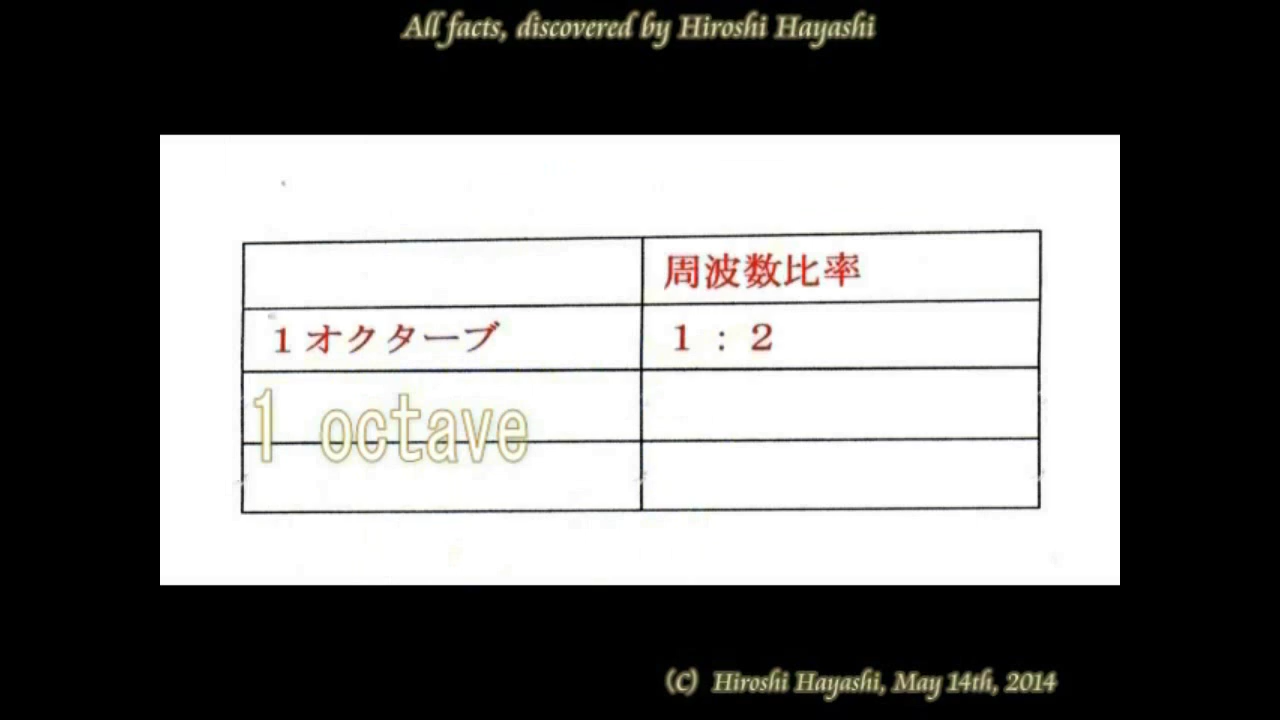 All facts, discovered by Hiroshi Hayashi
周波数比率
1オクターブ
1:2
1 octave
(C) Hiroshi Hayashi, May 14th, 2014